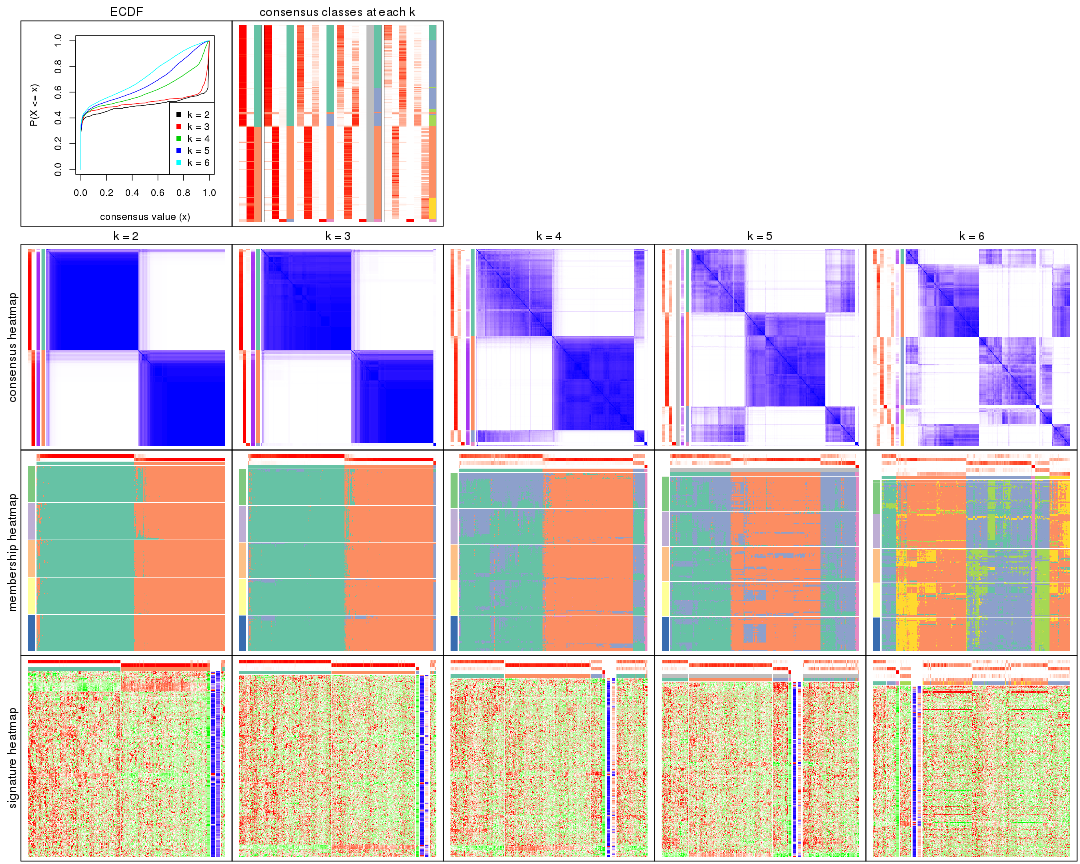 ECDF
consensus classes at each k
P(X <= x)
0.0 0.2 0.4 0.6 0.8 1.0
k = 2
k = 3
k = 4
k = 5
k = 6
0.0 0.2 0.4 0.6 0.8 1.0
consensus value (x)
k = 2 k = 3 k = 4 k = 5 k = 6
consensus heatmap
membership heatmap
signature heatmap